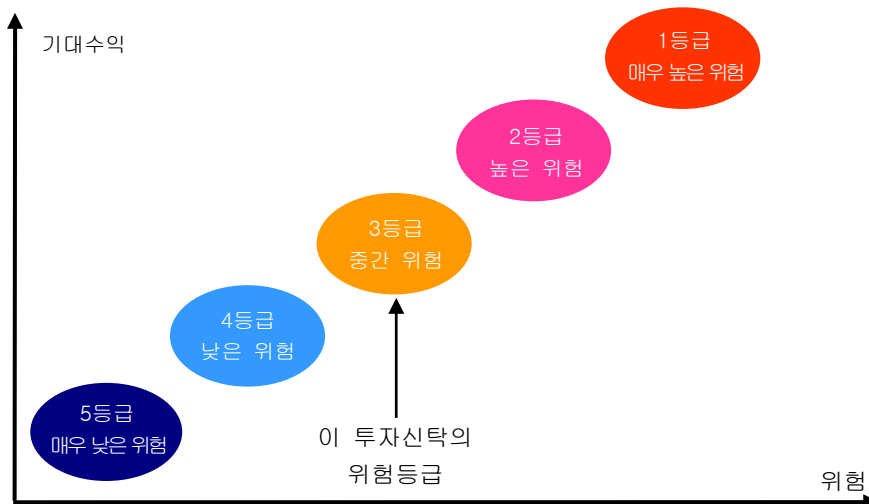 기대수익
1등급
매우 높은 위험
2등급
높은 위험
3등급
중간 위험
4등급
낮은 위험
5등급
매우 낮은 위험
이 투자신탁의
위험등급
위험